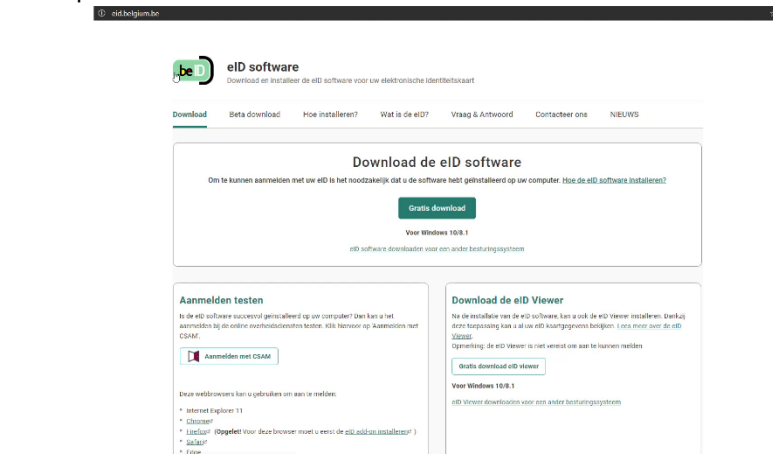 eid.belgium.be
be D
eID software
Download en installeer de eID software voor uw elektronische identiteitskaart
Download Beta download Hoe installeren? Wat is de eID? Vraag & Antwoord Contacteer ons NIEUWS
Download de eID software
Om te kunnen aanmelden met uw eID is het noodzakelijk dat u de software hebt geïnstalleerd op uw computer. Hoe de eID software installeren?
Gratis download
Voor Windows 10/8.1
eID software downloaden voor een ander besturingssysteem
Aanmelden testen
Is de eID software succesvol geïnstalleerd op uw computer? Dan kan u het
aanmelden bij de online overheidsdiensten testen. Klik hiervoor op 'Aanmelden met
CSAM'.
Aanmelden met CSAM
Deze webbrowsers kan u gebruiken om aan te melden:
Internet Explorer 11
Chrome
Firefox (Opgelet! Voor deze browser moet u eerst de eID add-on installeren)
Safari
Edge
Download de eID Viewer
Na de installatie van de eID software, kan u ook de eID Viewer installeren. Dankzij
deze toepassing kan u al uw eID kaartgegevens bekijken. Lees meer over de eID
Viewer.
Opmerking: de eID Viewer is niet vereist om aan te kunnen melden
Gratis download eID viewer
Voor Windows 10/8.1
eID Viewer downloaden voor een ander besturingssysteem